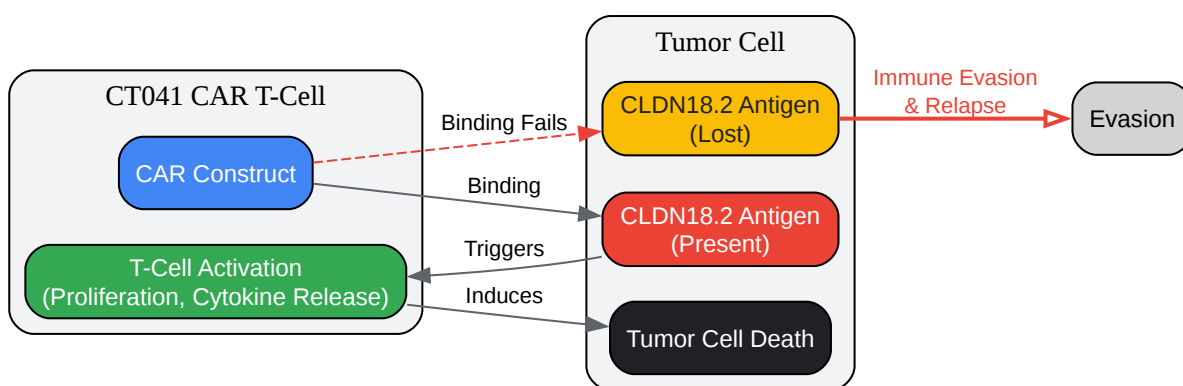 CT041 CAR T-Cell
CAR Construct
T-Cell Activation
(Proliferation, Cytokine Release)
Binding Fails
Binding
Triggers
Induces
Tumor Cell
CLDN18.2 Antigen
(Lost)
CLDN18.2 Antigen
(Present)
Tumor Cell Death
Immune Evasion
& Relapse
Evasion